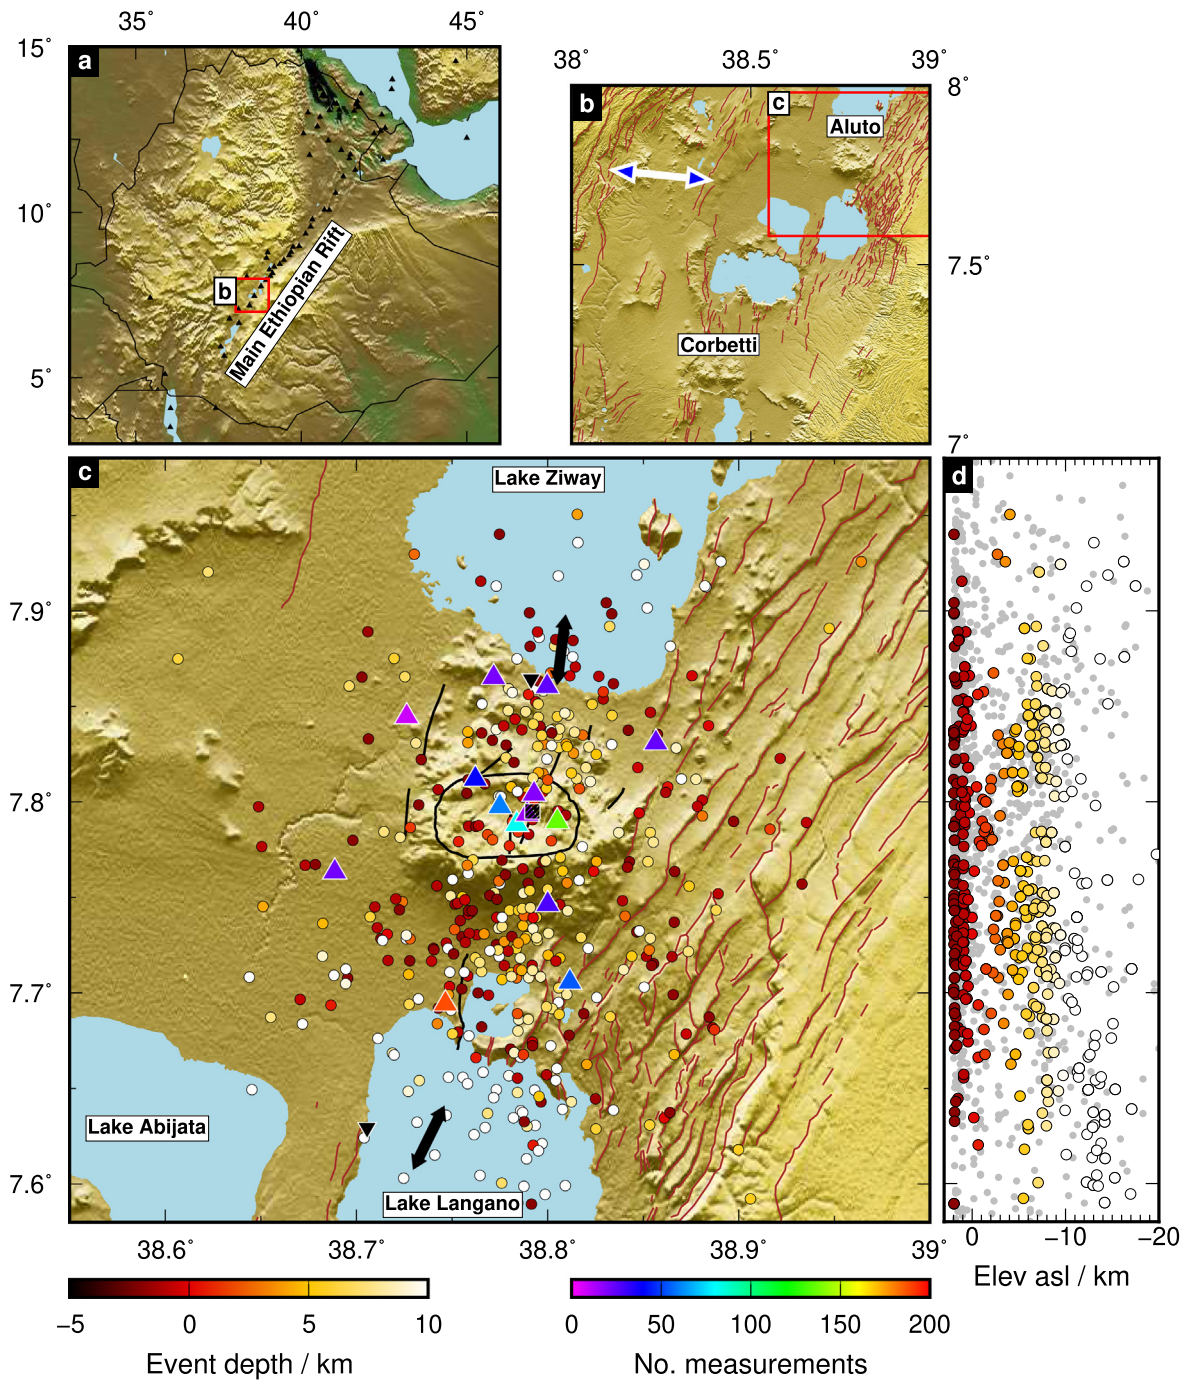 35˚ 40˚ 45˚
15˚
10˚
5˚
a
b
Main Ethiopian Rift
38˚ 38.5˚ 39˚
8˚
7.5˚
7˚
b
c
Aluto
Corbetti
c
Lake Ziway
7.9˚
7.8˚
7.7˚
7.6˚
Lake Abijata
Lake Langano
38.6˚ 38.7˚ 38.8˚ 38.9˚ 39˚
d
0 −10 −20
Elev asl / km
−5 0 5 10
Event depth / km
0 50 100 150 200
No. measurements